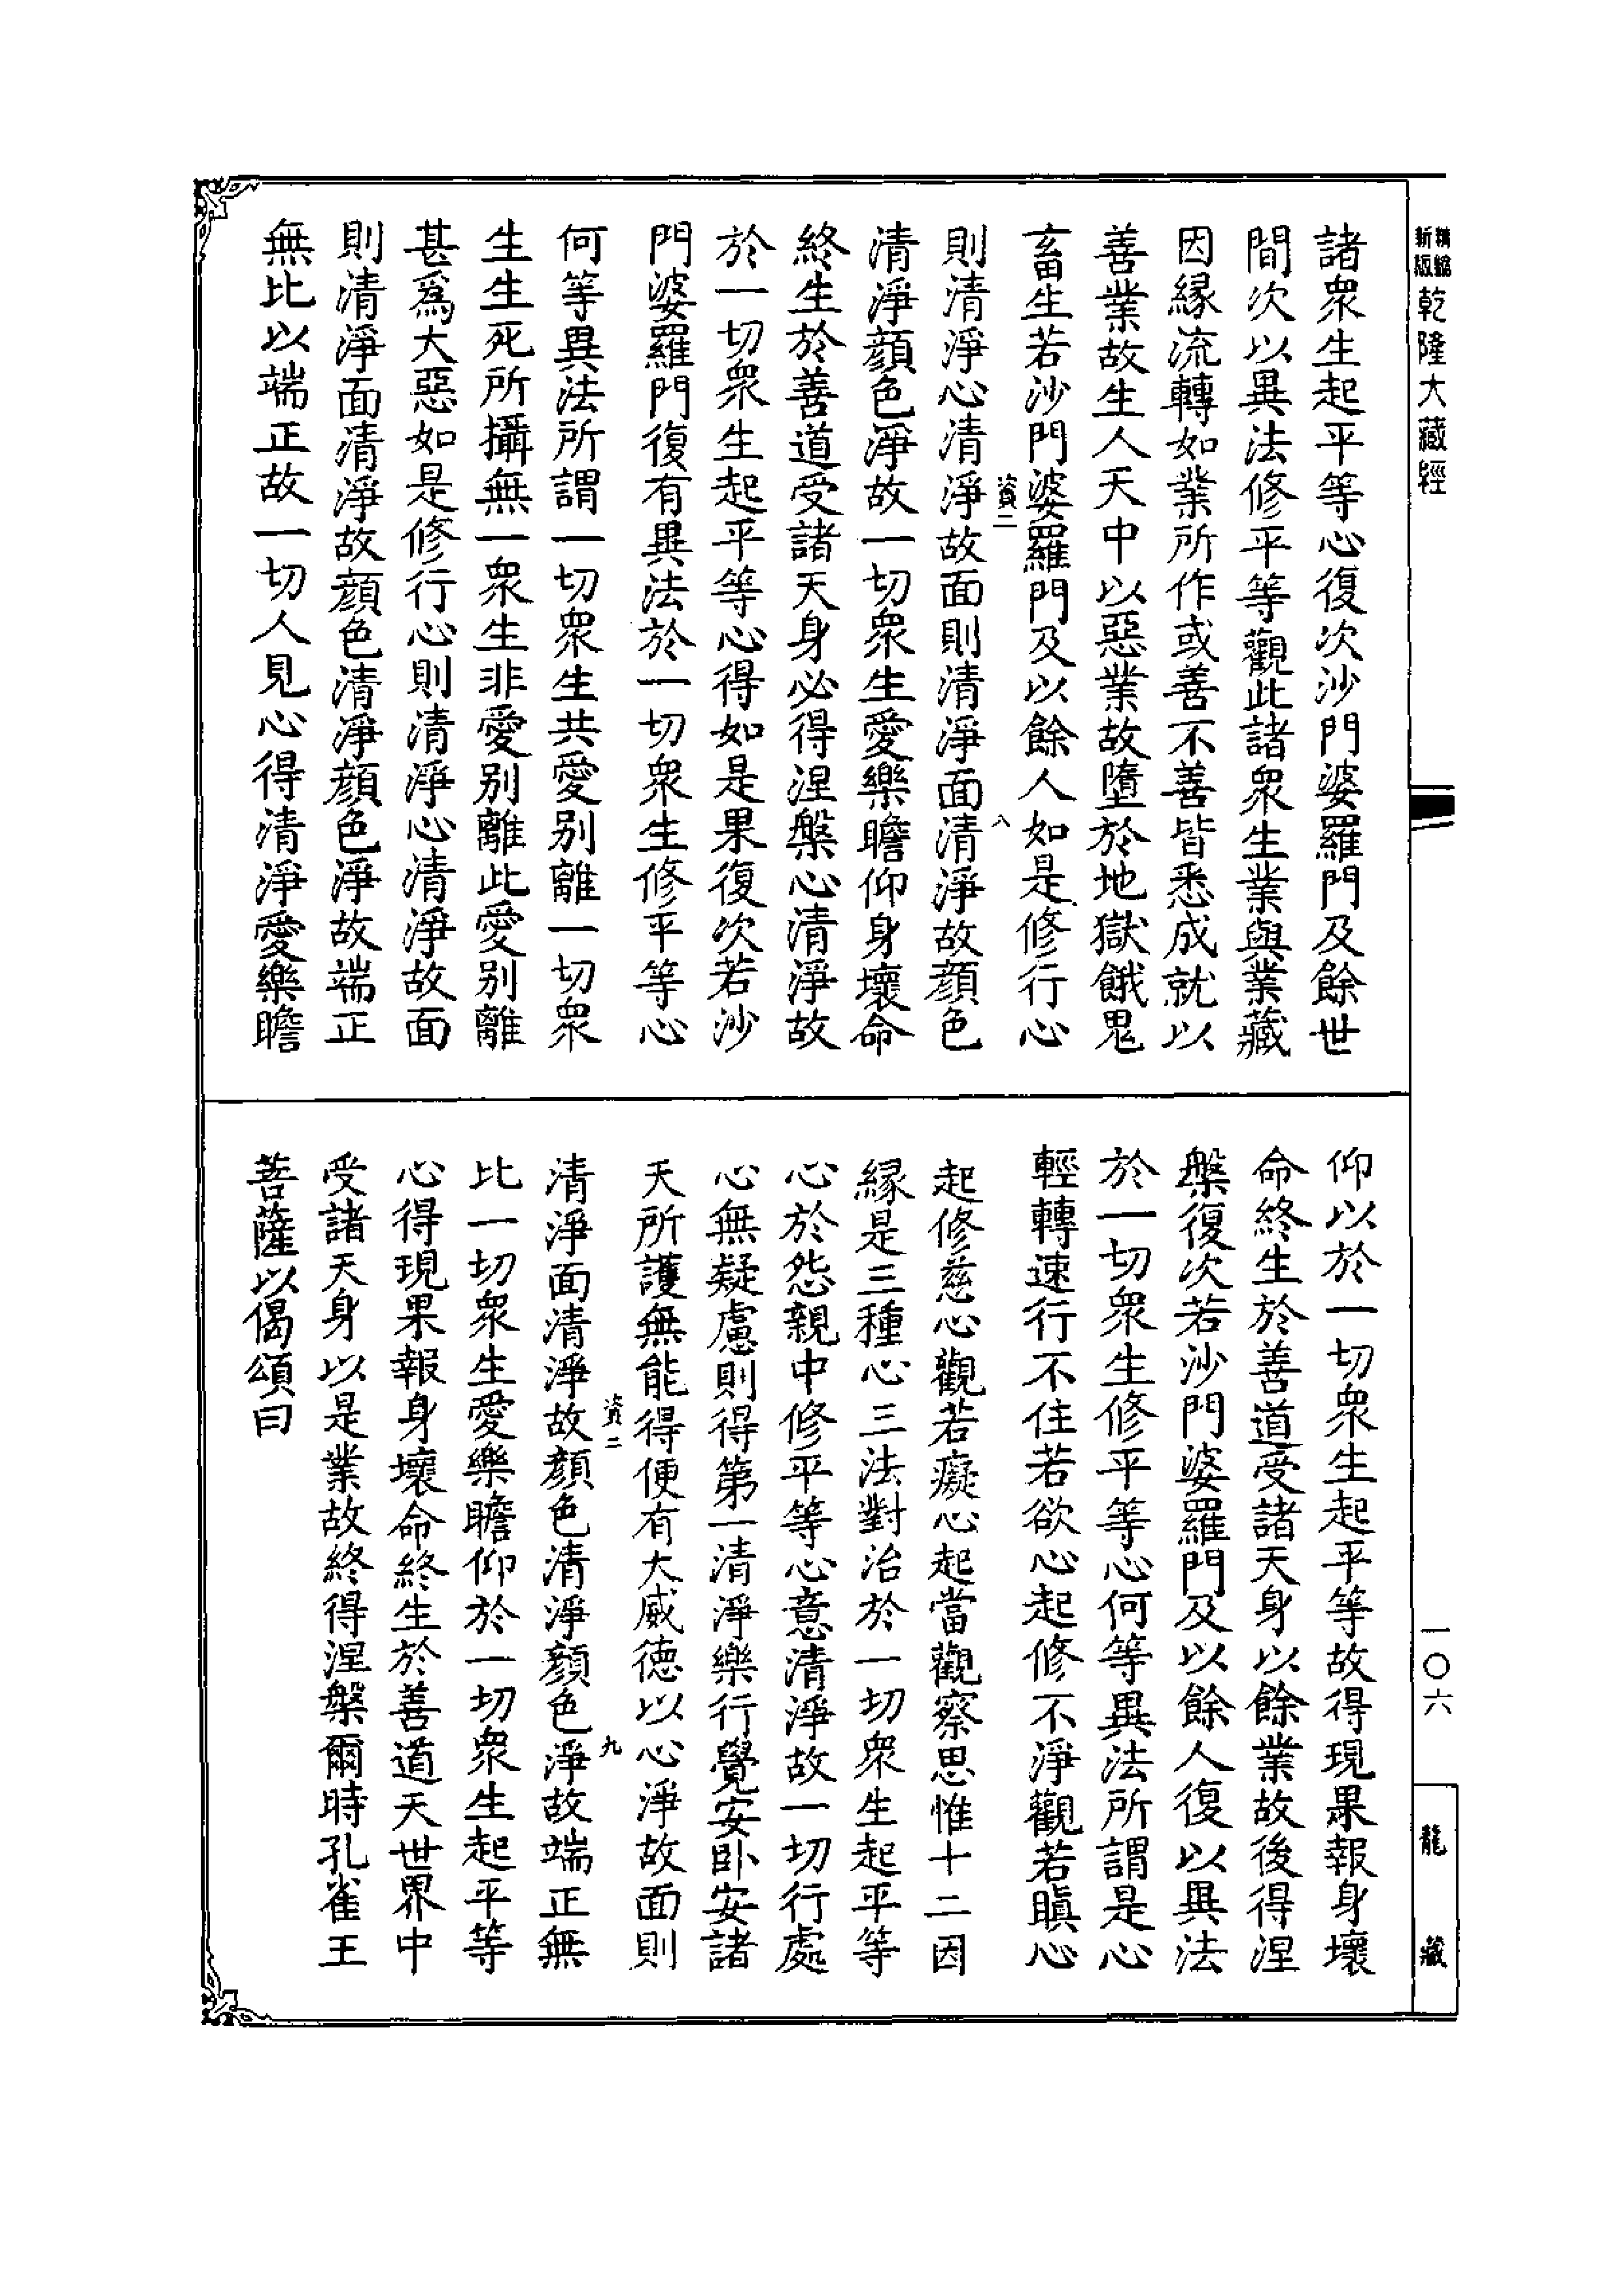 精縮
新版
乾隆大藏經
諸衆生起平等心復次沙門婆羅門及餘世
間次以異法修平等觀此諸衆生業與業藏
因緣流轉如業所作或善不善皆悉成就以
善業故生人天中以惡業故墮於地獄餓鬼
畜生若沙門婆羅門及以餘人如是修行心
資二
八
則清淨心清淨故面則清淨面清淨故顏色
清淨顏色淨故一切衆生愛樂瞻仰身壞命
終生於善道受諸天身必得涅槃心清淨故
於一切衆生起平等心得如是果復次若沙
門婆羅門復有異法於一切衆生修平等心
何等異法所謂一切衆生共愛别離一切衆
生生死所攝無一衆生非愛别離此愛别離
甚爲大惡如是修行心則清淨心清淨故面
則清淨面清淨故顏色清淨顏色淨故端正
無比以端正故一切人見心得清淨愛樂瞻
仰以於一切衆生起平等故得現果報身壞
命終生於善道受諸天身以餘業故後得涅
槃復次若沙門婆羅門及以餘人復以異法
於一切衆生修平等心何等異法所謂是心
輕轉速行不住若欲心起修不淨觀若瞋心
起修慈心觀若癡心起當觀察思惟十二因
緣是三種心三法對治於一切衆生起平等
心於怨親中修平等心意清淨故一切行處
心無疑慮則得第一清淨樂行覺安卧安諸
天所護無能得便有大威德以心淨故面則
資二
九
清淨面清淨故顏色清淨顏色淨故端正無
比一切衆生愛樂瞻仰於一切衆生起平等
心得現果報身壞命終生於善道天世界中
受諸天身以是業故終得涅槃爾時孔雀王
菩薩以偈頌曰
一〇六
龍藏